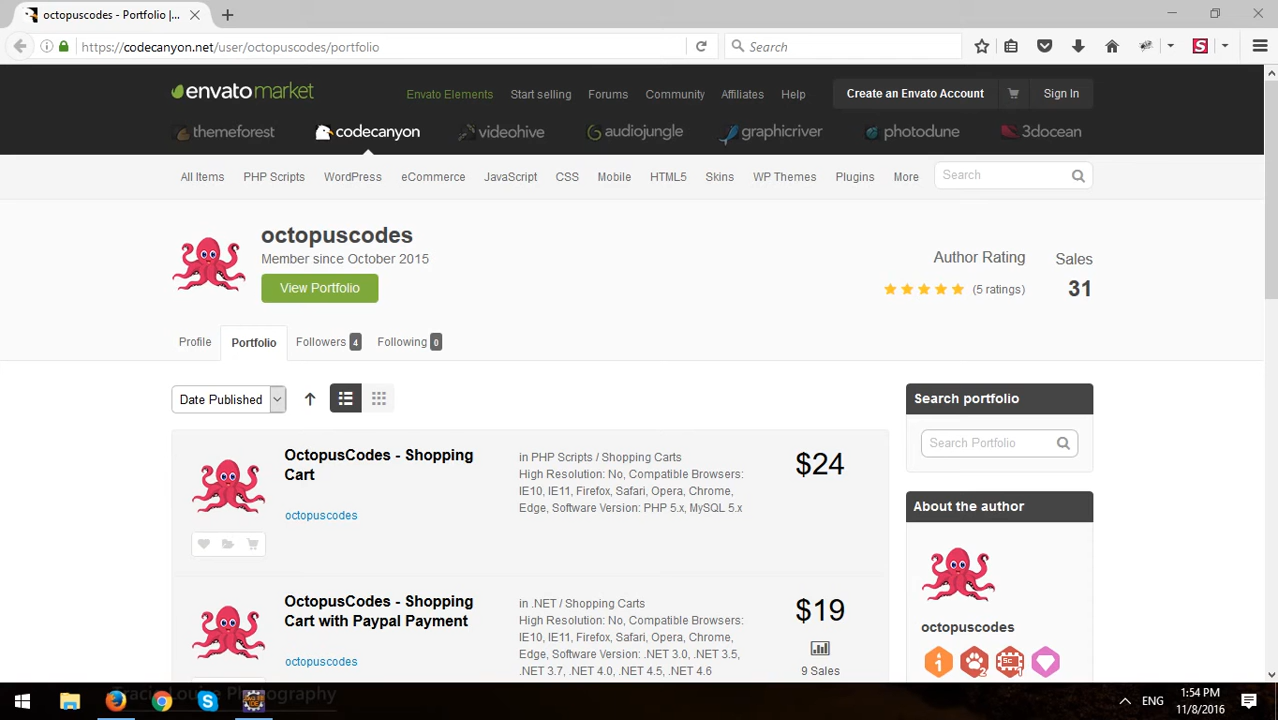 octopuscodes - Portfolio |...
https://codecanyon.net/user/octopuscodes/portfolio
Search
envatomarket
Envato Elements
Start selling
Forums
Community
Affiliates
Help
Create an Envato Account
Sign In
themeforest
codecanyon
videohive
audiojungle
graphicriver
photodune
3docean
All Items
PHP Scripts
WordPress
eCommerce
JavaScript
CSS
Mobile
HTML5
Skins
WP Themes
Plugins
More
Search
octopuscodes
Member since October 2015
View Portfolio
Author Rating
(5 ratings)
Sales
31
Profile
Portfolio
Followers 4
Following 0
Date Published
Search portfolio
Search Portfolio
OctopusCodes - Shopping
Cart
octopuscodes
in PHP Scripts / Shopping Carts
High Resolution: No, Compatible Browsers:
IE10, IE11, Firefox, Safari, Opera, Chrome,
Edge, Software Version: PHP 5.x, MySQL 5.x
$24
About the author
octopuscodes
OctopusCodes - Shopping
Cart with Paypal Payment
octopuscodes
in .NET / Shopping Carts
High Resolution: No, Compatible Browsers:
IE10, IE11, Firefox, Safari, Opera, Chrome,
Edge, Software Version: .NET 3.0, .NET 3.5,
.NET 3.7, .NET 4.0, .NET 4.5, .NET 4.6
$19
9 Sales
ENG
1:54 PM
11/8/2016